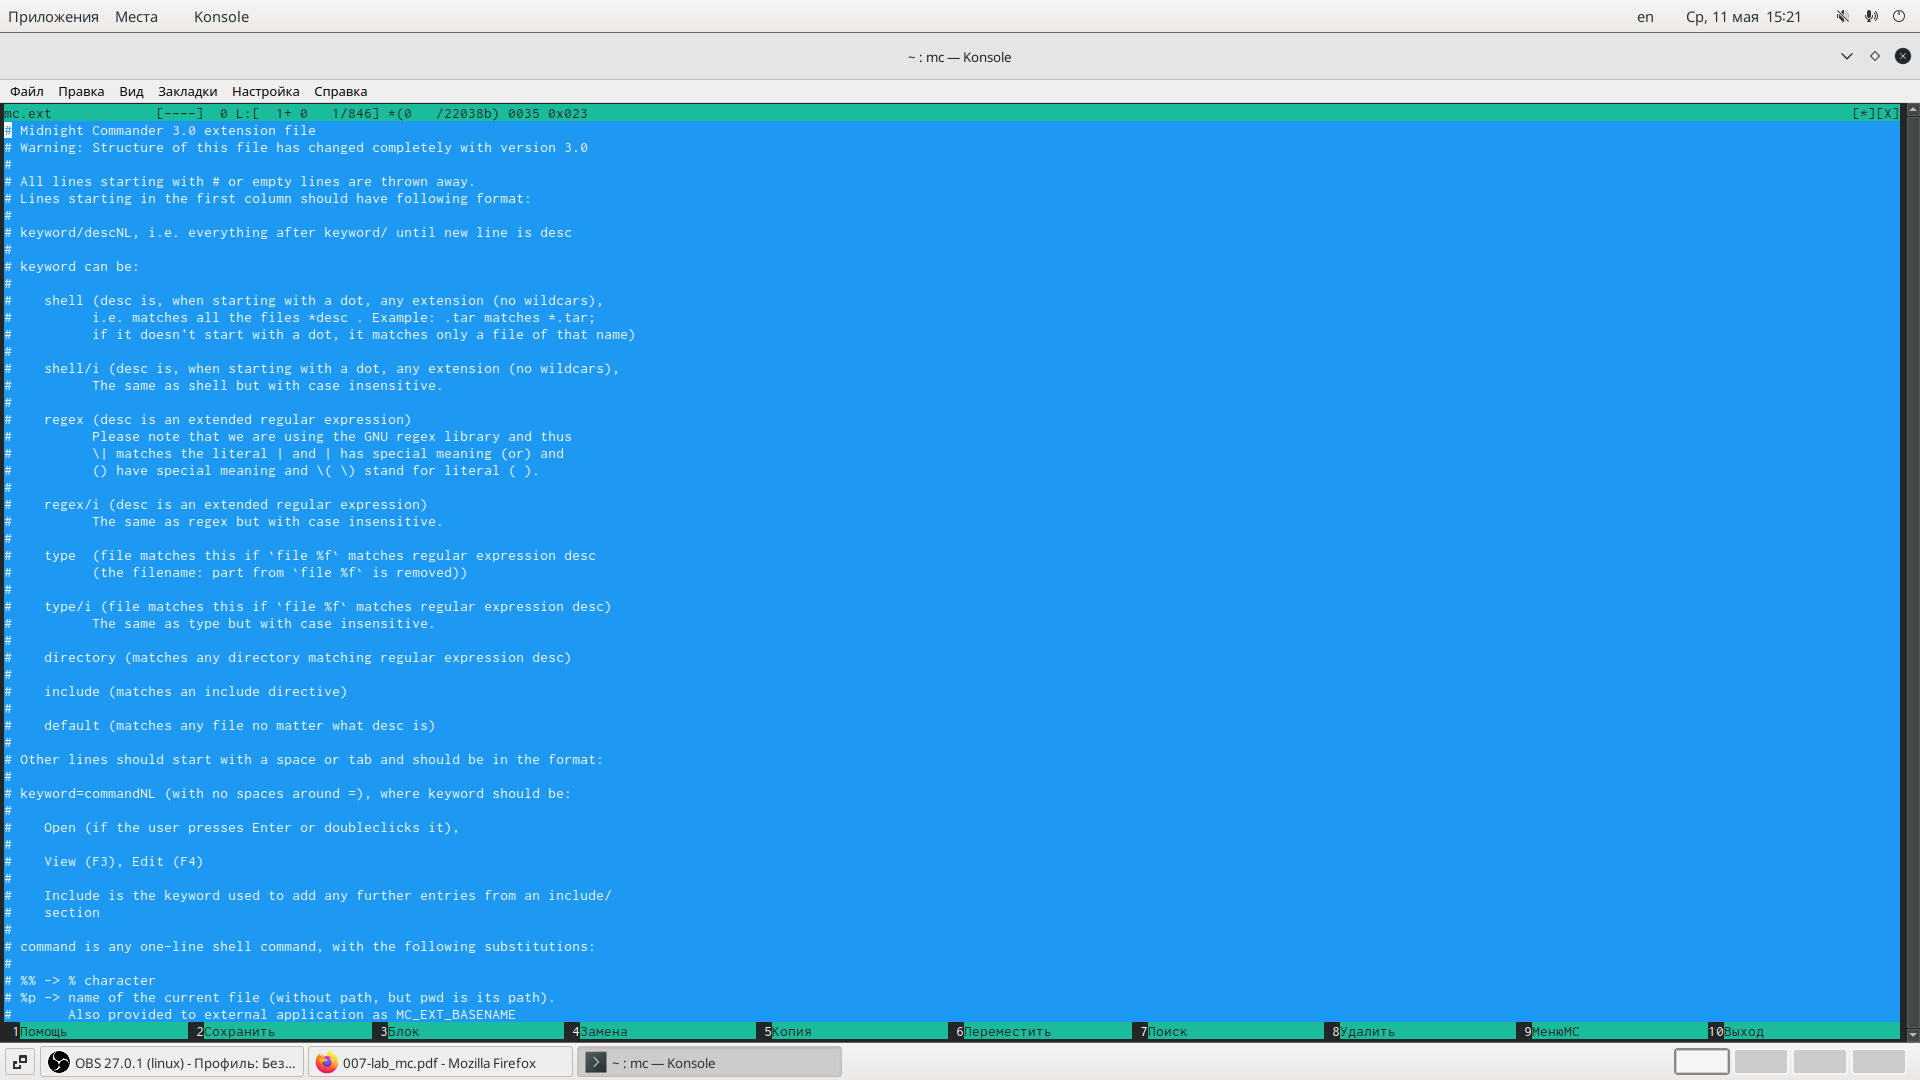 Приложения Места Konsole en Ср, 11 мая 15:21
~ : mc — Konsole
Файл Правка Вид Закладки Настройка Справка
mc.ext [----] 0 L:[ 1+ 0 1/846] *(0 /22038b) 0035 0x023 [*][X]
# Midnight Commander 3.0 extension file
# Warning: Structure of this file has changed completely with version 3.0
#
# All lines starting with # or empty lines are thrown away.
# Lines starting in the first column should have following format:
#
# keyword/descNL, i.e. everything after keyword/ until new line is desc
#
# keyword can be:
#
#    shell (desc is, when starting with a dot, any extension (no wildcars),
#          i.e. matches all the files *desc . Example: .tar matches *.tar;
#          if it doesn't start with a dot, it matches only a file of that name)
#
#    shell/i (desc is, when starting with a dot, any extension (no wildcars),
#          The same as shell but with case insensitive.
#
#    regex (desc is an extended regular expression)
#          Please note that we are using the GNU regex library and thus
#          \| matches the literal | and | has special meaning (or) and
#          () have special meaning and \( \) stand for literal ( ).
#
#    regex/i (desc is an extended regular expression)
#          The same as regex but with case insensitive.
#
#    type  (file matches this if `file %f` matches regular expression desc
#          (the filename: part from `file %f` is removed))
#
#    type/i (file matches this if `file %f` matches regular expression desc)
#          The same as type but with case insensitive.
#
#    directory (matches any directory matching regular expression desc)
#
#    include (matches an include directive)
#
#    default (matches any file no matter what desc is)
#
# Other lines should start with a space or tab and should be in the format:
#
# keyword=commandNL (with no spaces around =), where keyword should be:
#
#    Open (if the user presses Enter or doubleclicks it),
#
#    View (F3), Edit (F4)
#
#    Include is the keyword used to add any further entries from an include/
#    section
#
# command is any one-line shell command, with the following substitutions:
#
# %% -> % character
# %p -> name of the current file (without path, but pwd is its path).
#       Also provided to external application as MC_EXT_BASENAME
1Помощь 2Сохранить 3Блок 4Замена 5Копия 6Переместить 7Поиск 8Удалить 9МенюMC 10Выход
OBS 27.0.1 (linux) - Профиль: Без... 007-lab_mc.pdf - Mozilla Firefox ~ : mc — Konsole